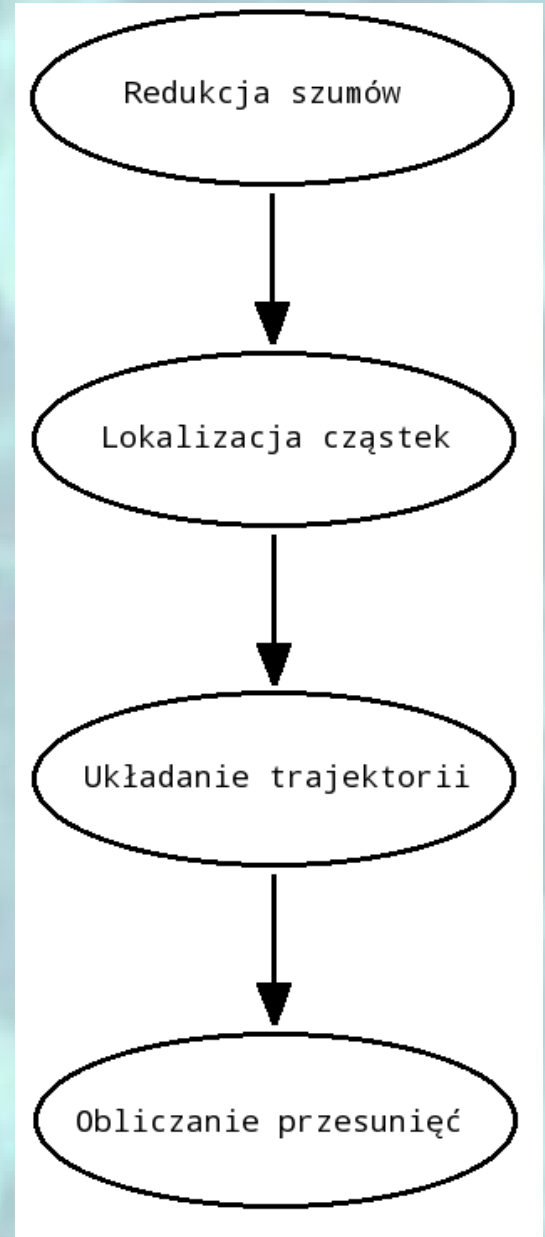 Redukcja szumów
Lokalizacja cząstek
Układanie trajektorii
Obliczanie przesunięć